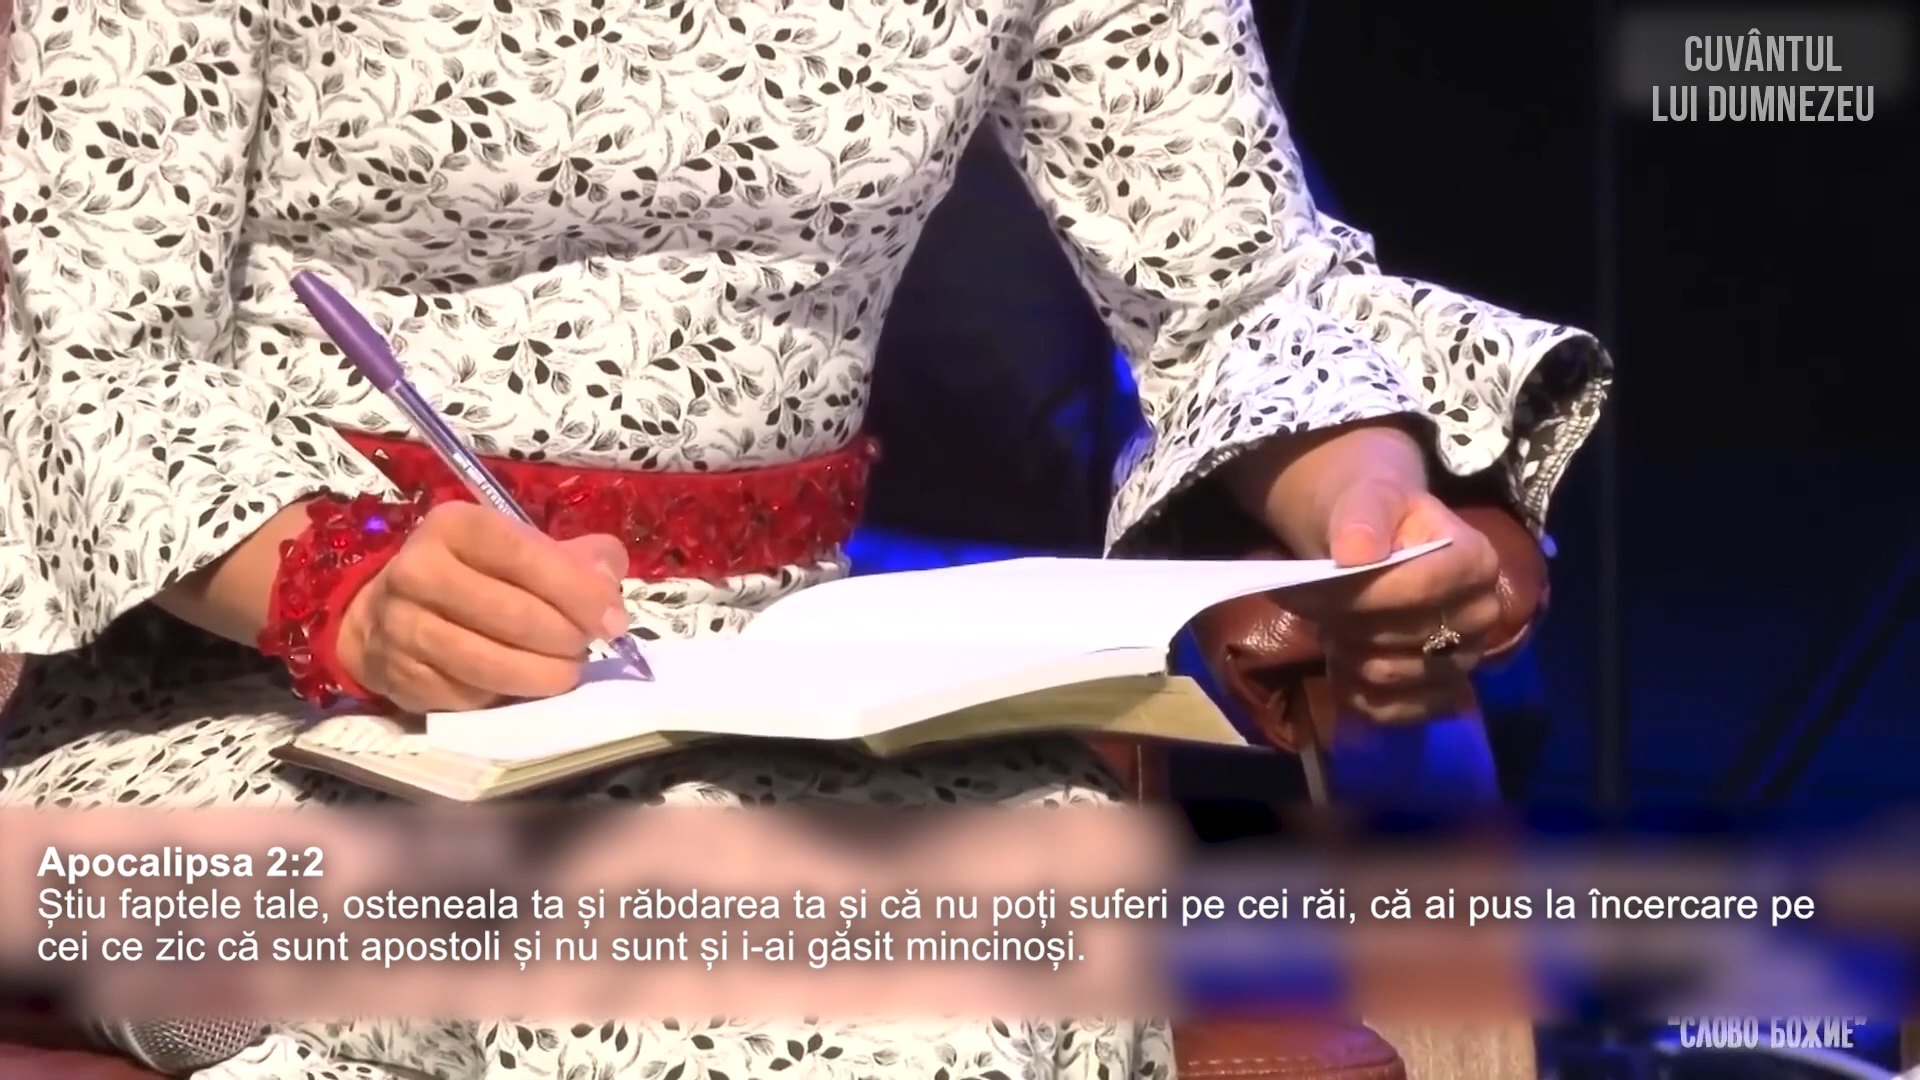 CUVÂNTUL
LUI DUMNEZEU
Apocalipsa 2:2
Știu faptele tale, osteneala ta și răbdarea ta și că nu poți suferi pe cei răi, că ai pus la încercare pe
cei ce zic că sunt apostoli și nu sunt și i-ai găsit mincinoși.
"СЛОВО БОЖИЕ"